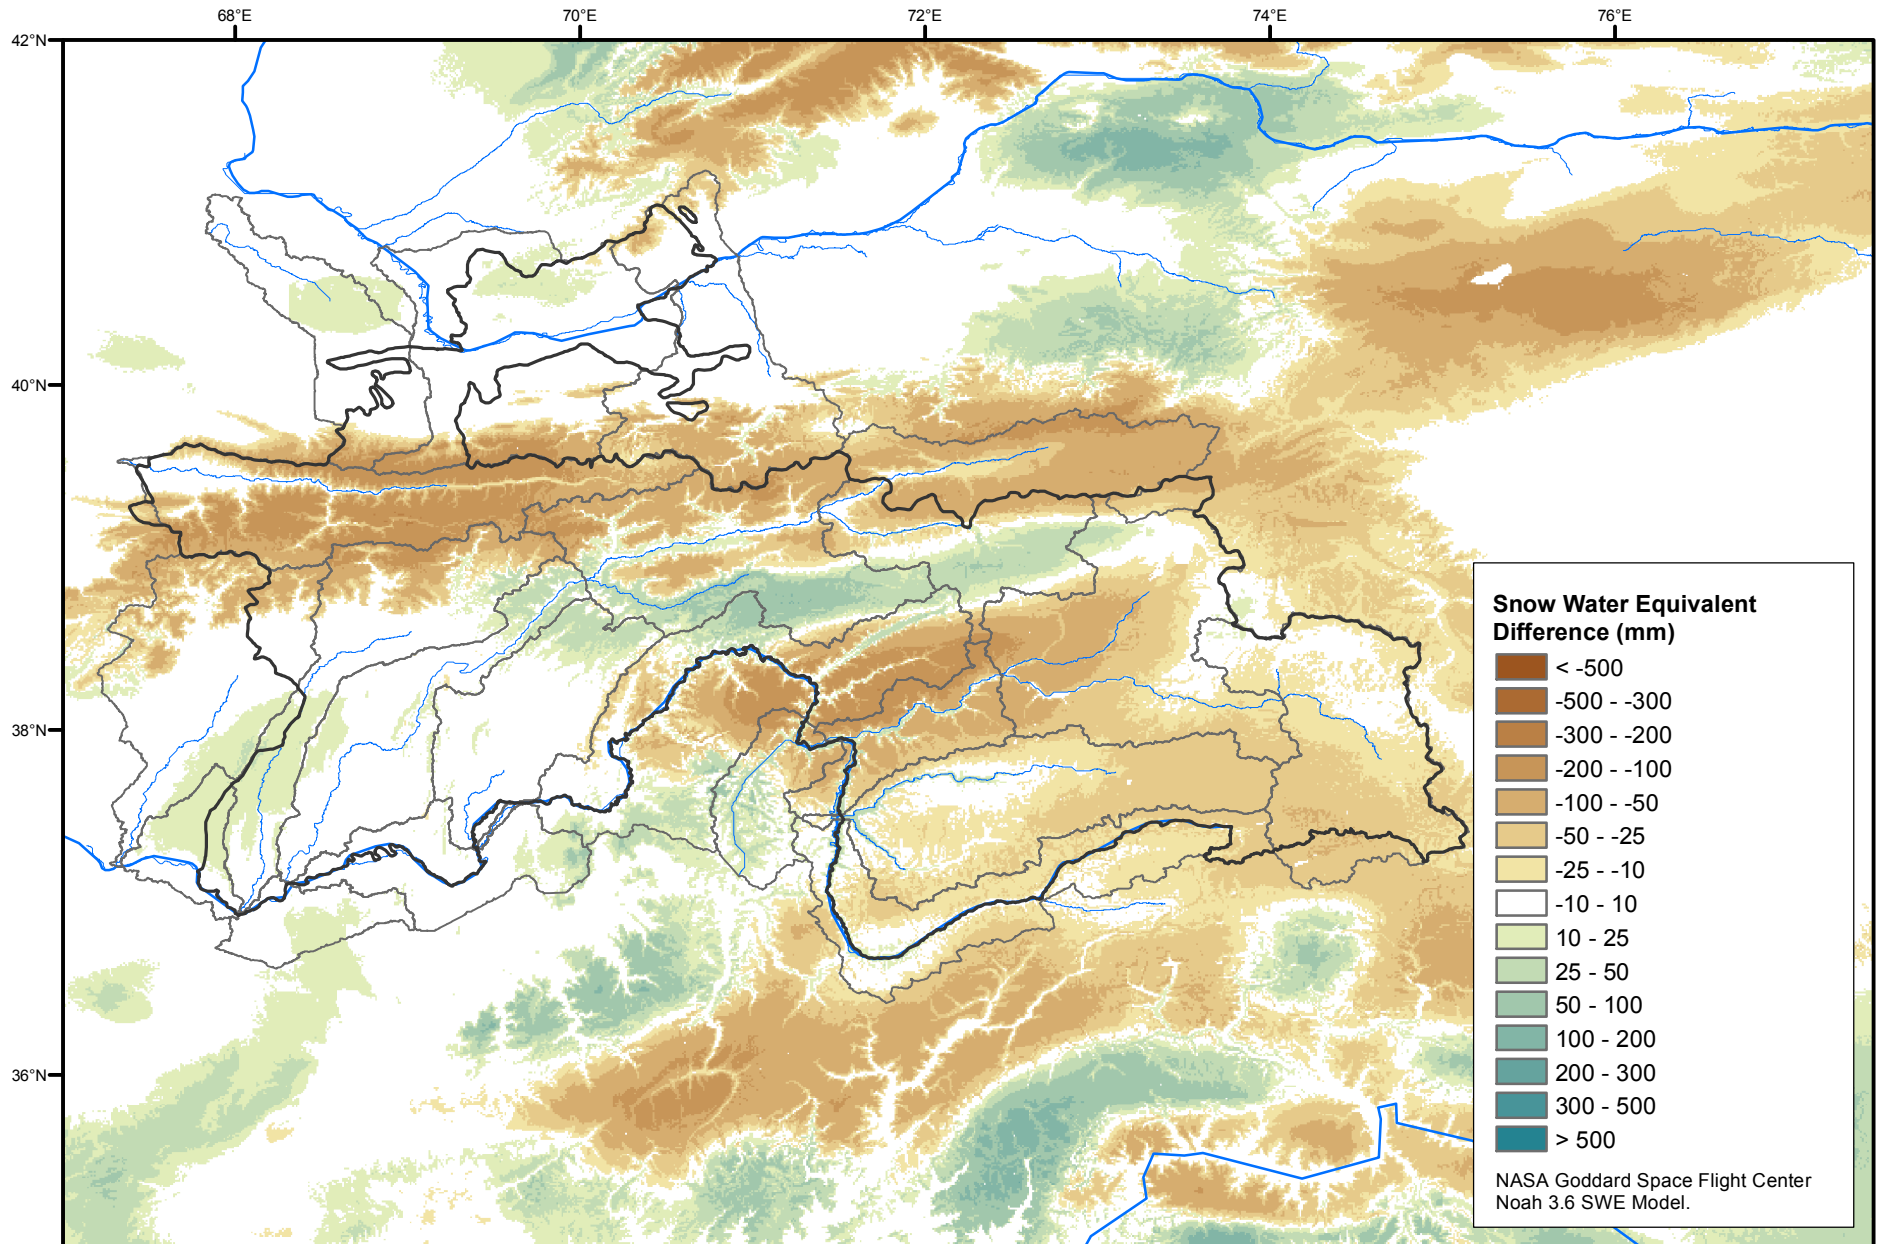 68°E 70°E 72°E 74°E 76°E
42°N
40°N
38°N
36°N
Snow Water Equivalent
Difference (mm)
< -500
-500 - -300
-300 - -200
-200 - -100
-100 - -50
-50 - -25
-25 - -10
-10 - 10
10 - 25
25 - 50
50 - 100
100 - 200
200 - 300
300 - 500
> 500
NASA Goddard Space Flight Center
Noah 3.6 SWE Model.